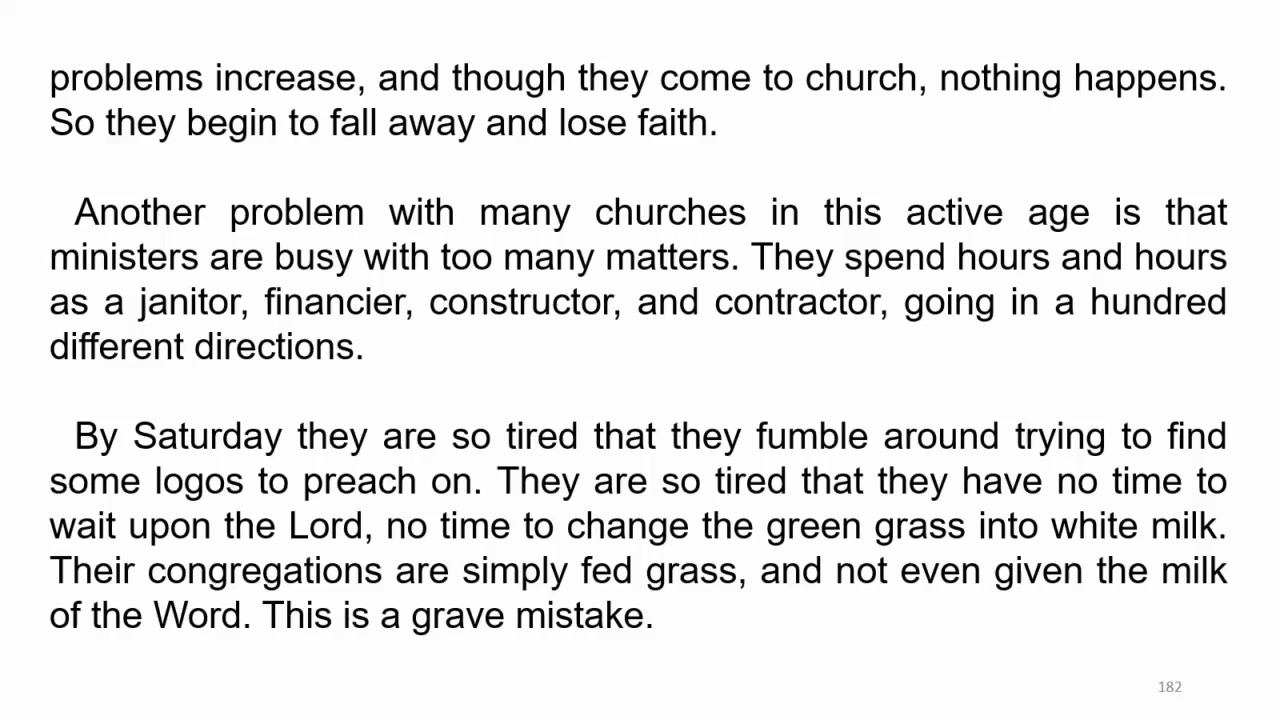 problems increase, and though they come to church, nothing happens.
So they begin to fall away and lose faith.
Another problem with many churches in this active age is that
ministers are busy with too many matters. They spend hours and hours
as a janitor, financier, constructor, and contractor, going in a hundred
different directions.
By Saturday they are so tired that they fumble around trying to find
some logos to preach on. They are so tired that they have no time to
wait upon the Lord, no time to change the green grass into white milk.
Their congregations are simply fed grass, and not even given the milk
of the Word. This is a grave mistake.
182